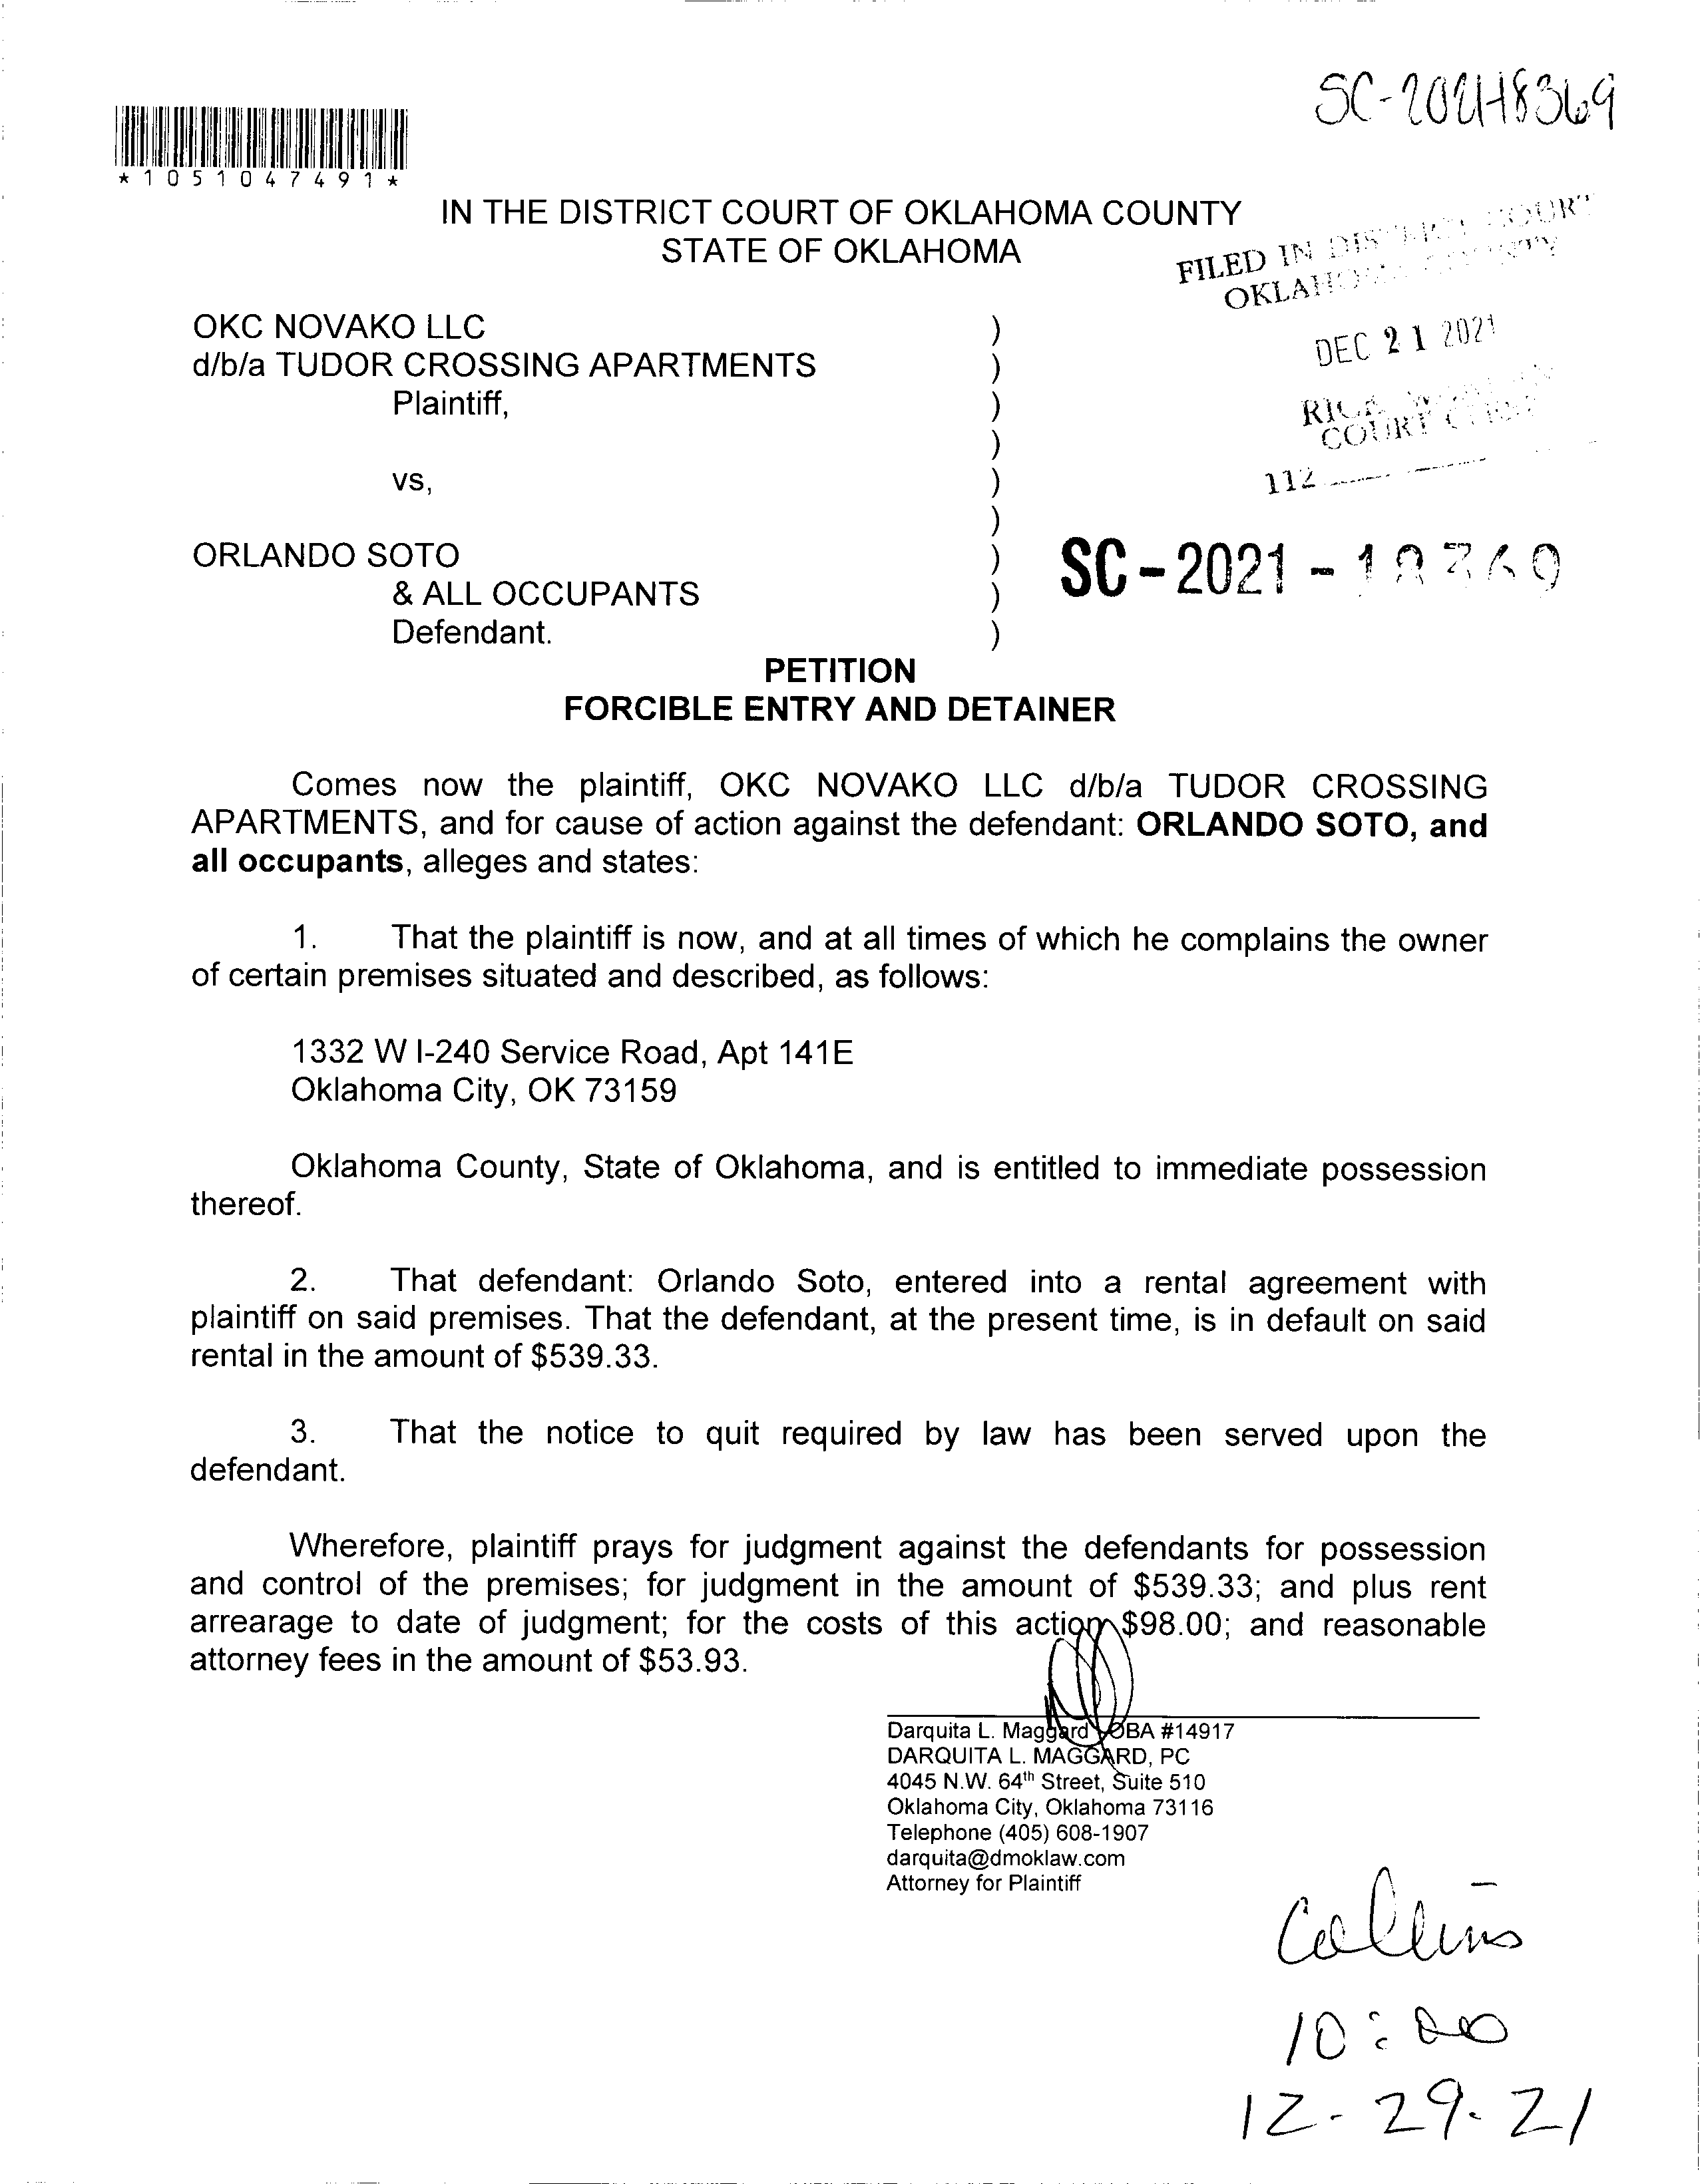 SC-2021-18369
*1051047491*
IN THE DISTRICT COURT OF OKLAHOMA COUNTY
STATE OF OKLAHOMA
FILED IN DISTRICT COURT
OKLAHOMA COUNTY
OKC NOVAKO LLC )
d/b/a TUDOR CROSSING APARTMENTS )
DEC 21 2021
Plaintiff, )
)
COURT
vs, )
112
)
ORLANDO SOTO )
SC-2021-18369
& ALL OCCUPANTS )
Defendant. )
PETITION
FORCIBLE ENTRY AND DETAINER
Comes now the plaintiff, OKC NOVAKO LLC d/b/a TUDOR CROSSING
APARTMENTS, and for cause of action against the defendant: ORLANDO SOTO, and
all occupants, alleges and states:
1. That the plaintiff is now, and at all times of which he complains the owner
of certain premises situated and described, as follows:
1332 W I-240 Service Road, Apt 141E
Oklahoma City, OK 73159
Oklahoma County, State of Oklahoma, and is entitled to immediate possession
thereof.
2. That defendant: Orlando Soto, entered into a rental agreement with
plaintiff on said premises. That the defendant, at the present time, is in default on said
rental in the amount of $539.33.
3. That the notice to quit required by law has been served upon the
defendant.
Wherefore, plaintiff prays for judgment against the defendants for possession
and control of the premises; for judgment in the amount of $539.33; and plus rent
arrearage to date of judgment; for the costs of this action $98.00; and reasonable
attorney fees in the amount of $53.93.
Darquita L. Maggard OBA #14917
DARQUITA L. MAGGARD, PC
4045 N.W. 64th Street, Suite 510
Oklahoma City, Oklahoma 73116
Telephone (405) 608-1907
darquita@dmoklaw.com
Attorney for Plaintiff
Collins
10:00
12-29-21